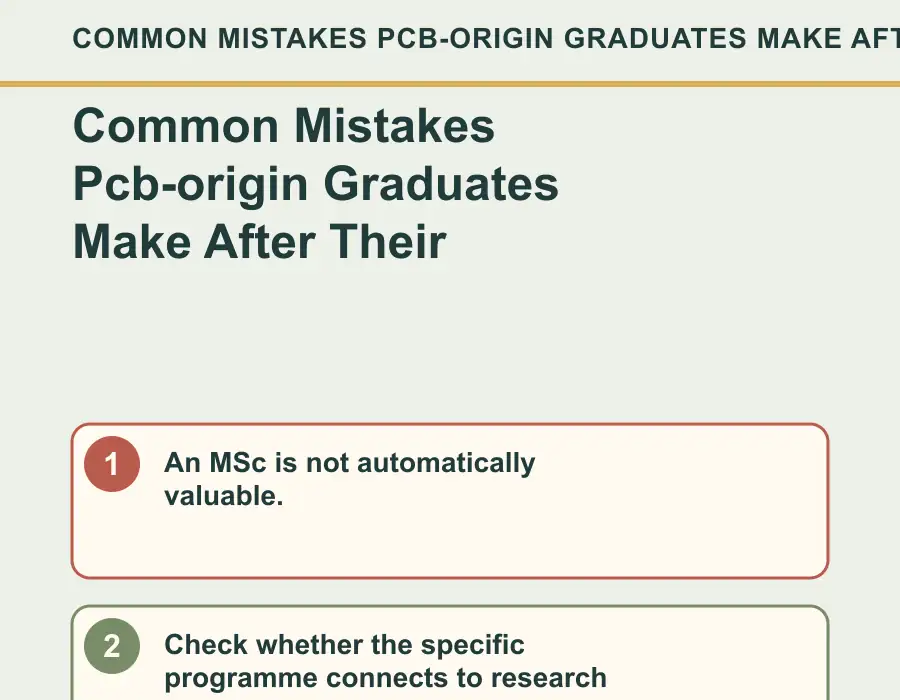 COMMON MISTAKES PCB-ORIGIN GRADUATES MAKE AFT
Common Mistakes
Pcb-origin Graduates
Make After Their
1
An MSc is not automatically
valuable.
2
Check whether the specific
programme connects to research